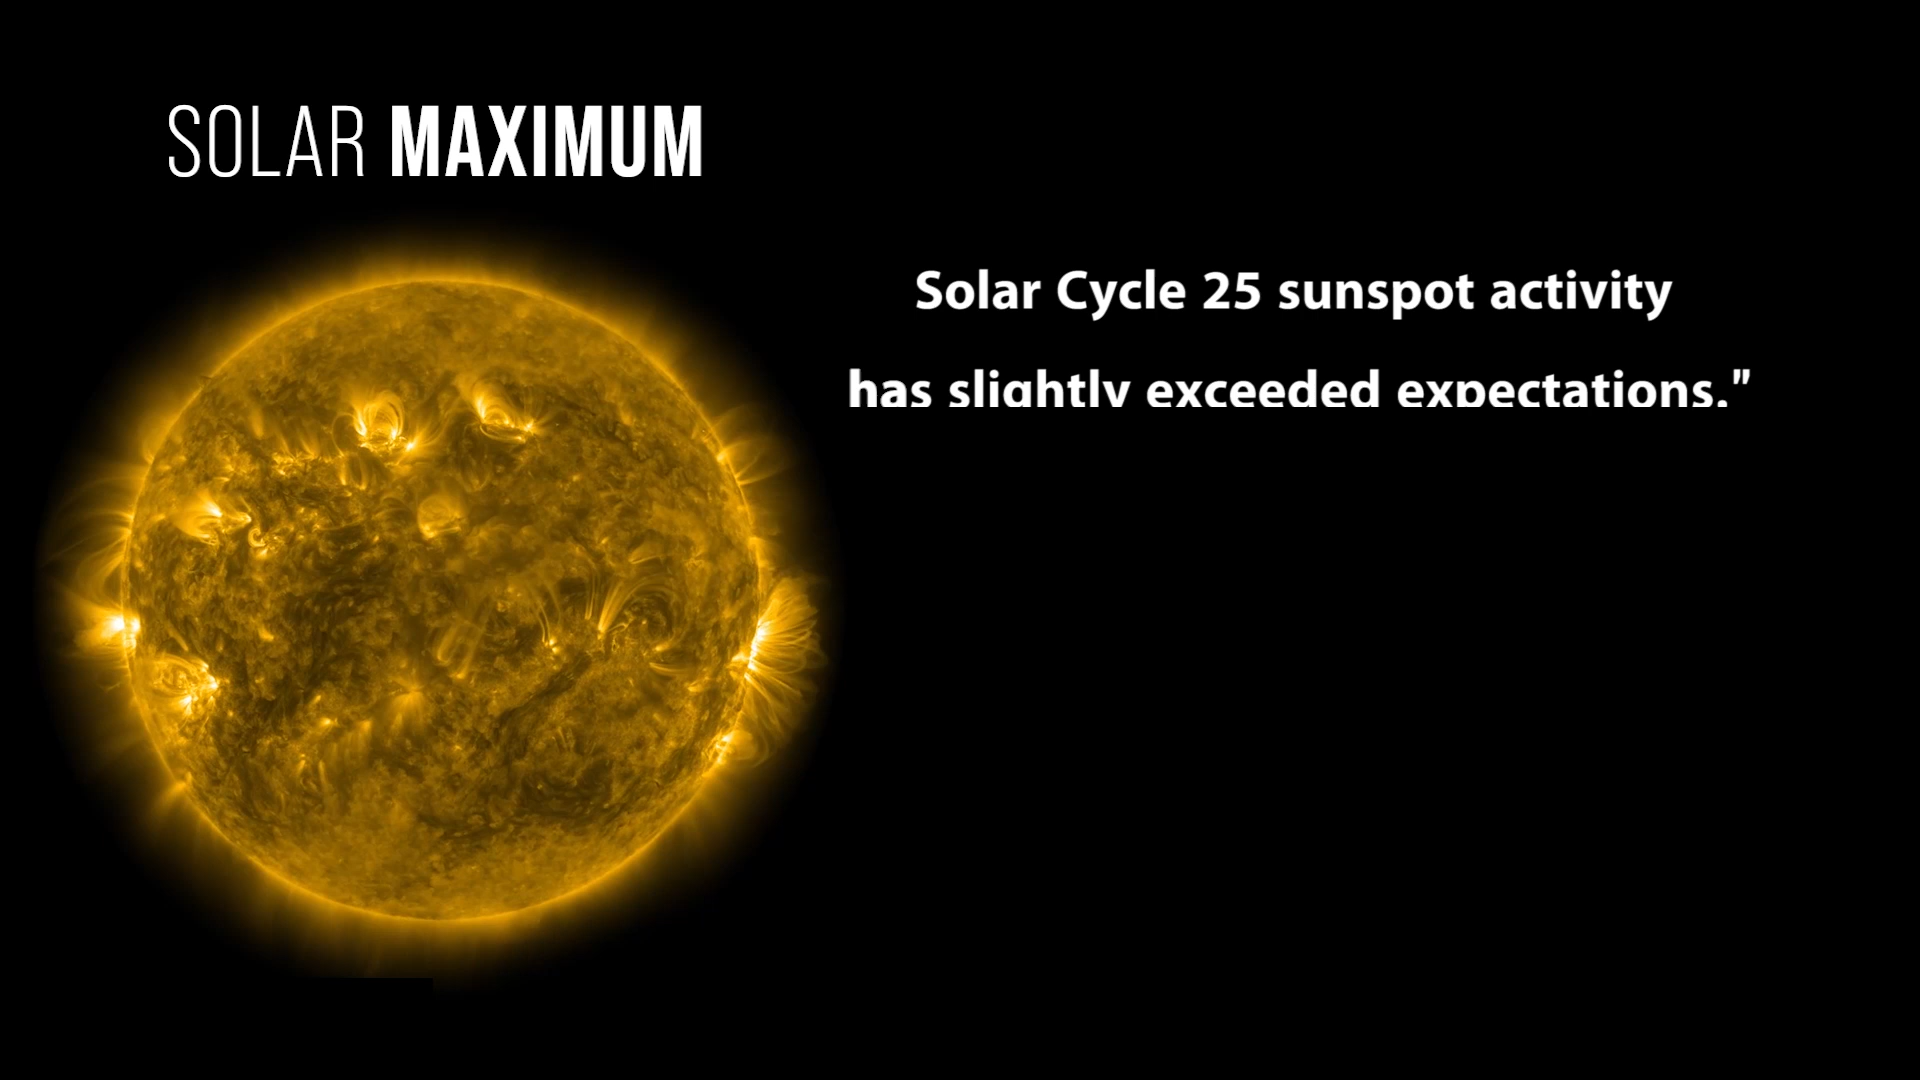 SOLAR MAXIMUM
Solar Cycle 25 sunspot activity
has slightly exceeded expectations."